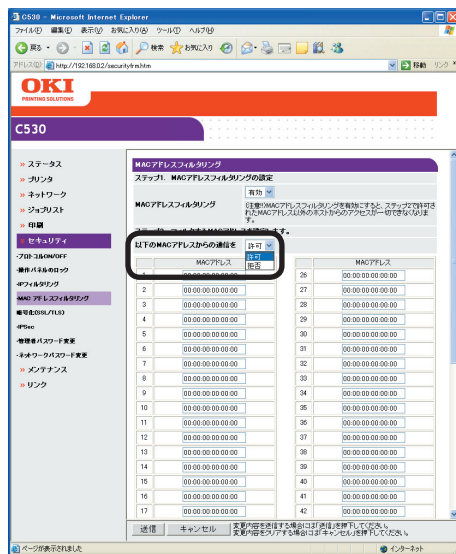 C530 - Microsoft Internet Explorer
ファイル(F) 編集(E) 表示(V) お気に入り(A) ツール(T) ヘルプ(H)
戻る 検索 お気に入り
アドレス(D) http://192.168.0.2/securityfrm.htm 移動 リンク
OKI
PRINTING SOLUTIONS
C530
» ステータス
» プリンタ
» ネットワーク
» ジョブリスト
» 印刷
» セキュリティ
-プロトコルON/OFF
-操作パネルのロック
-IPフィルタリング
-MAC アドレスフィルタリング
暗号化(SSL/TLS)
-IPSec
-管理者パスワード変更
-ネットワークパスワード変更
» メンテナンス
» リンク
MACアドレスフィルタリング
ステップ1. MACアドレスフィルタリングの設定
MACアドレスフィルタリング
有効
(注意!)MACアドレスフィルタリングを有効にすると、ステップ2で許可さ
れたMACアドレス以外のホストからのアクセスが一切できなくなりま
す。
以下のMACアドレスからの通信を 許可
許可
拒否
MACアドレス MACアドレス
1 00:00:00:00:00:00 26 00:00:00:00:00:00
2 00:00:00:00:00:00 27 00:00:00:00:00:00
3 00:00:00:00:00:00 28 00:00:00:00:00:00
4 00:00:00:00:00:00 29 00:00:00:00:00:00
5 00:00:00:00:00:00 30 00:00:00:00:00:00
6 00:00:00:00:00:00 31 00:00:00:00:00:00
7 00:00:00:00:00:00 32 00:00:00:00:00:00
8 00:00:00:00:00:00 33 00:00:00:00:00:00
9 00:00:00:00:00:00 34 00:00:00:00:00:00
10 00:00:00:00:00:00 35 00:00:00:00:00:00
11 00:00:00:00:00:00 36 00:00:00:00:00:00
12 00:00:00:00:00:00 37 00:00:00:00:00:00
13 00:00:00:00:00:00 38 00:00:00:00:00:00
14 00:00:00:00:00:00 39 00:00:00:00:00:00
15 00:00:00:00:00:00 40 00:00:00:00:00:00
16 00:00:00:00:00:00 41 00:00:00:00:00:00
17 00:00:00:00:00:00 42 00:00:00:00:00:00
送信 キャンセル 変更内容を送信する場合には「送信」を押下してください。
変更内容をクリアする場合には「キャンセル」を押下してください。
ページが表示されました インターネット